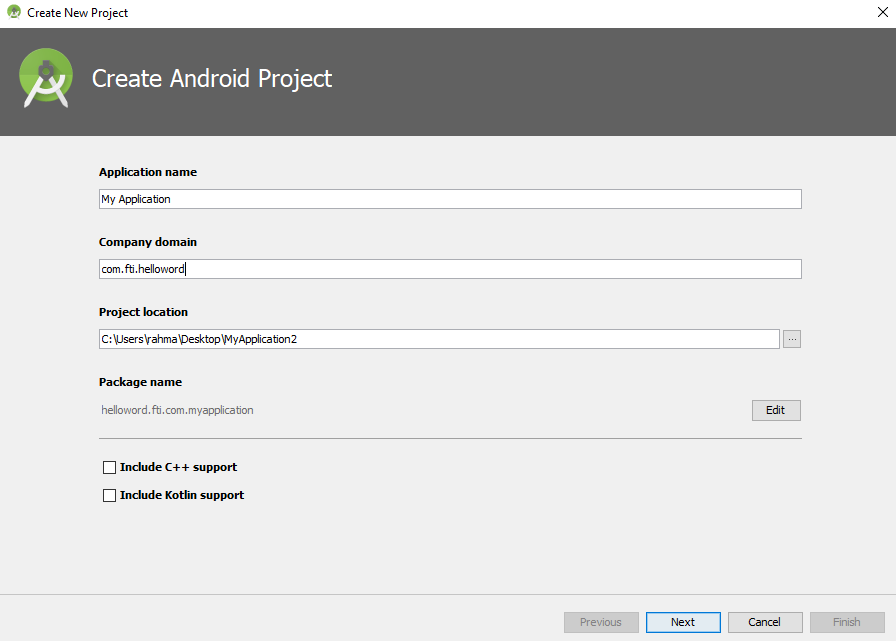 Create New Project
Create Android Project
Application name
My Application
Company domain
com.fti.helloword
Project location
C:\Users\rahma\Desktop\MyApplication2
...
Package name
helloword.fti.com.myapplication
Edit
Include C++ support
Include Kotlin support
Previous Next Cancel Finish